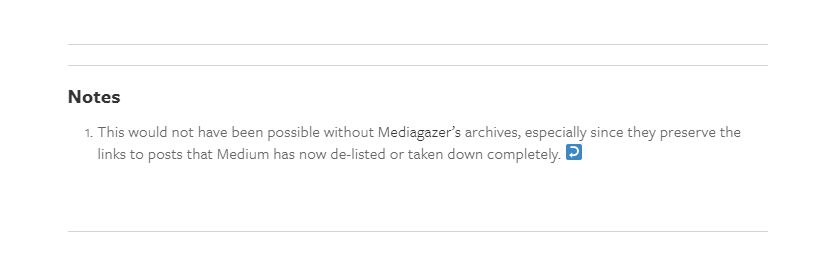 Notes
1. This would not have been possible without Mediagazer’s archives, especially since they preserve the
links to posts that Medium has now de-listed or taken down completely.